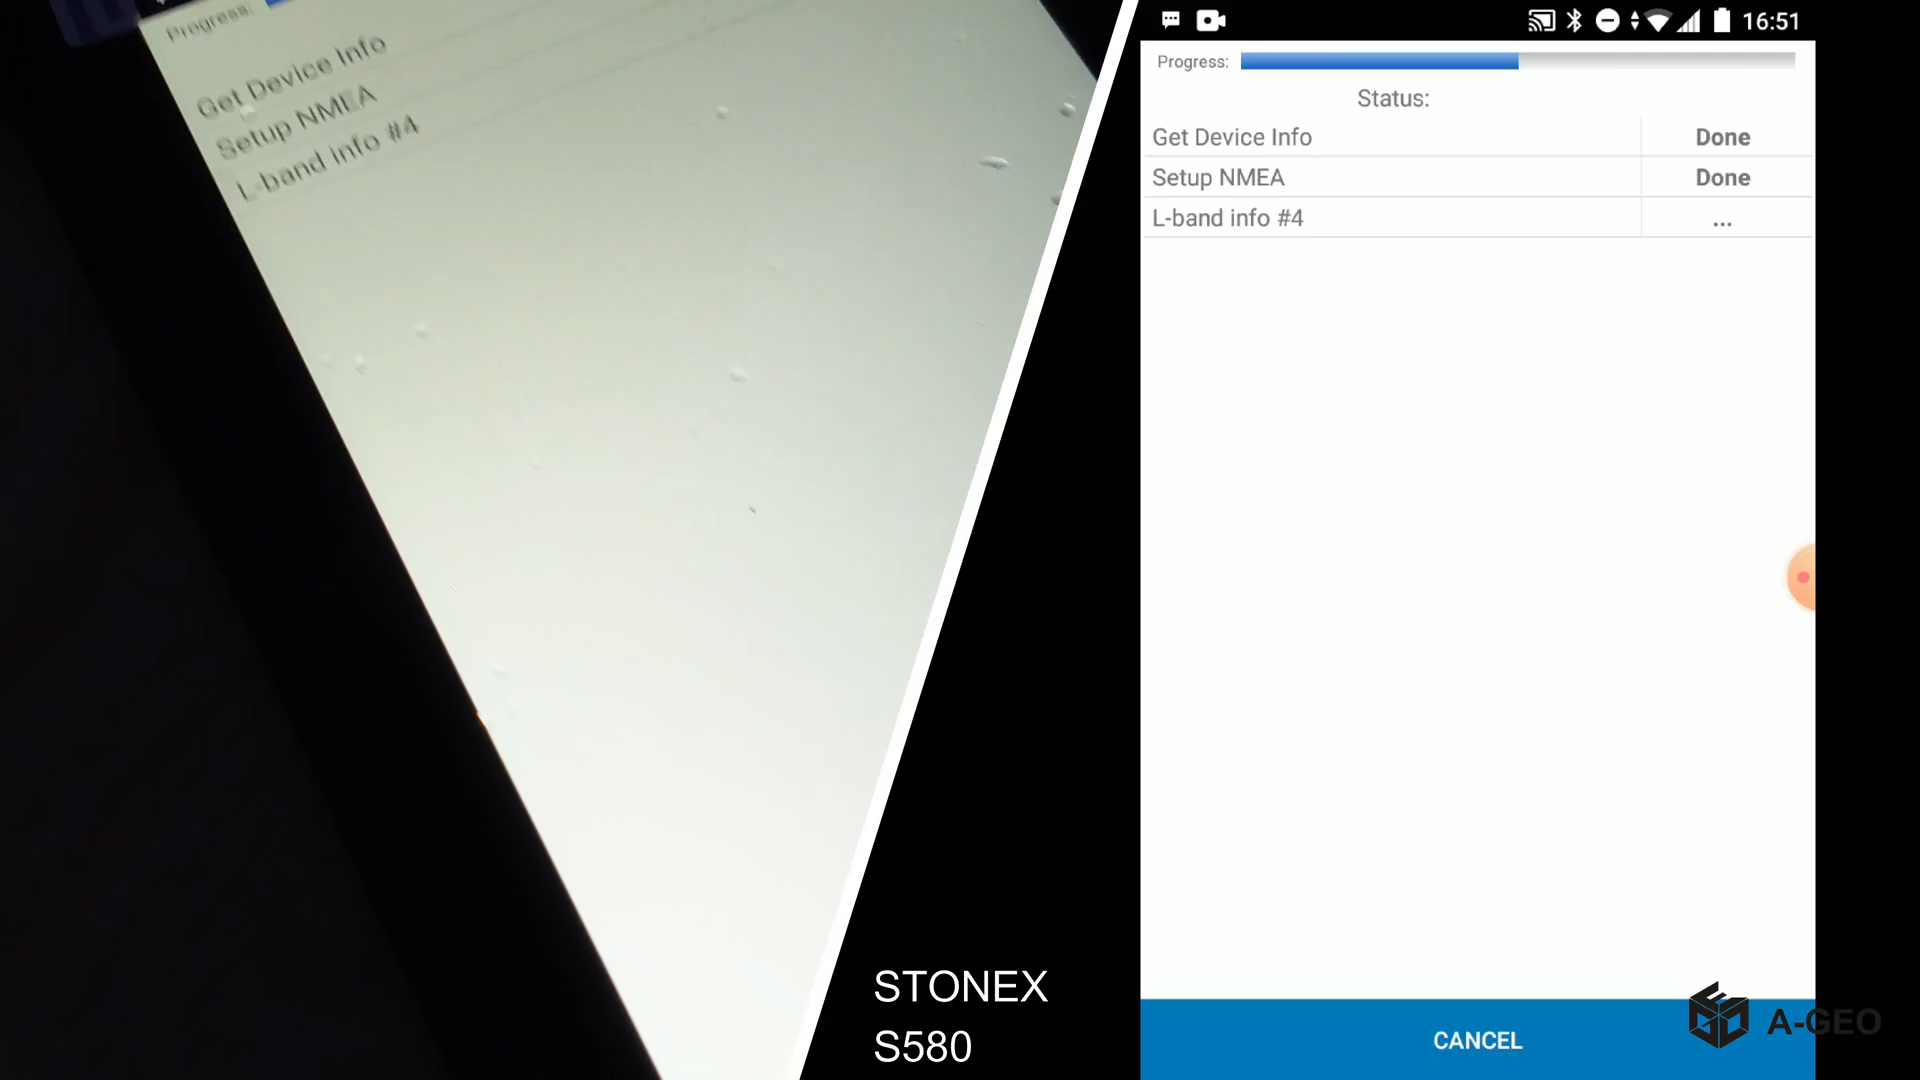 Progress:
Get Device Info
Setup NMEA
L-band info #4
16:51
Progress:
Status:
Get Device Info Done
Setup NMEA Done
L-band info #4 ...
CANCEL
A-GEO
STONEX
S580